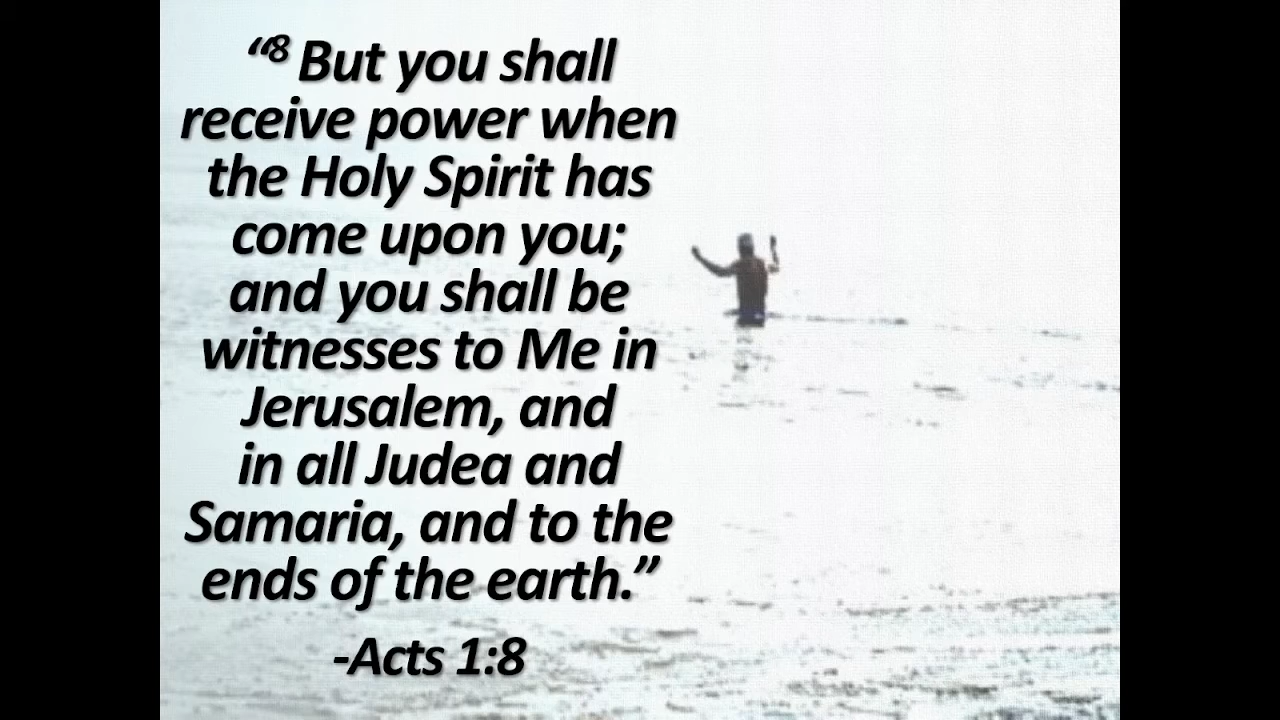 “8 But you shall
receive power when
the Holy Spirit has
come upon you;
and you shall be
witnesses to Me in
Jerusalem, and
in all Judea and
Samaria, and to the
ends of the earth.”
-Acts 1:8